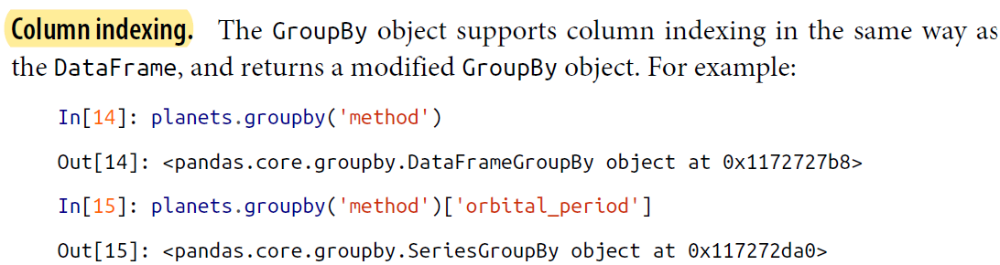 Column indexing. The GroupBy object supports column indexing in the same way as
the DataFrame, and returns a modified GroupBy object. For example:
In[14]: planets.groupby('method')
Out[14]: <pandas.core.groupby.DataFrameGroupBy object at 0x1172727b8>
In[15]: planets.groupby('method')['orbital_period']
Out[15]: <pandas.core.groupby.SeriesGroupBy object at 0x117272da0>